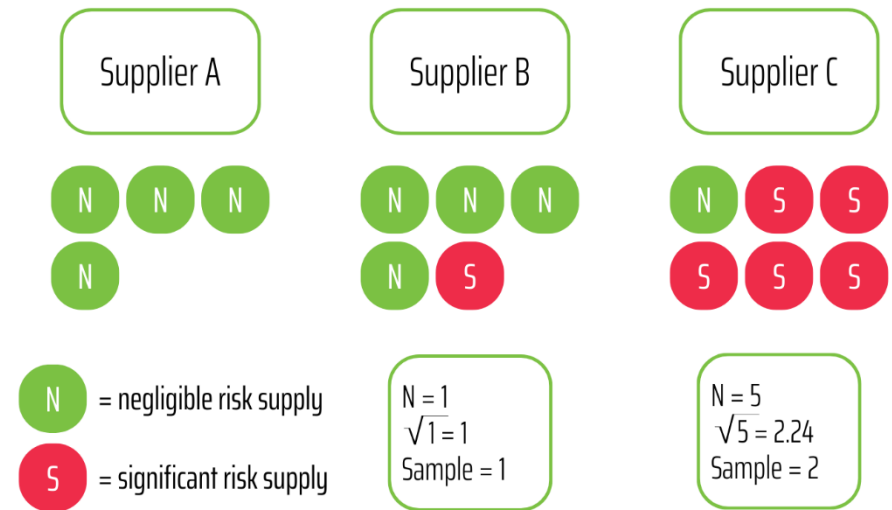 Supplier A
Supplier B
Supplier C
N N N
N
N N N
N S
N S S
S S S
N = negligible risk supply
S = significant risk supply
N = 1
√1 = 1
Sample = 1
N = 5
√5 = 2.24
Sample = 2